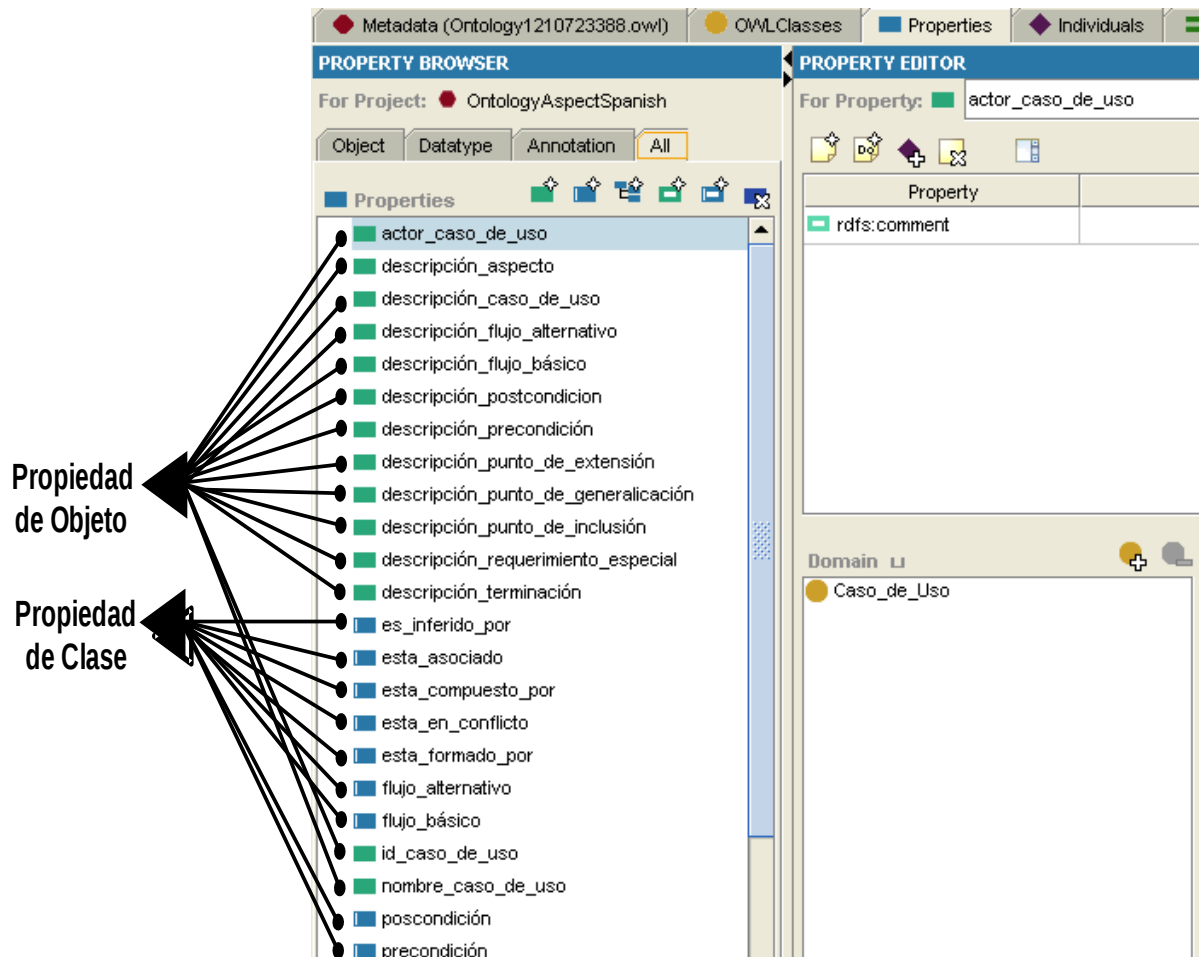 Metadata (Ontology1210723388.owl) OWLClasses Properties Individuals
PROPERTY BROWSER
PROPERTY EDITOR
For Project: OntologyAspectSpanish
For Property: actor_caso_de_uso
Object Datatype Annotation All
Properties
Property
rdfs:comment
actor_caso_de_uso
descripción_aspecto
descripción_caso_de_uso
descripción_flujo_alternativo
descripción_flujo_básico
descripción_postcondicion
descripción_precondición
descripción_punto_de_extensión
descripción_punto_de_generalicación
descripción_punto_de_inclusión
descripción_requerimiento_especial
descripción_terminación
es_inferido_por
esta_asociado
esta_compuesto_por
esta_en_conflicto
esta_formado_por
flujo_alternativo
flujo_básico
id_caso_de_uso
nombre_caso_de_uso
poscondición
precondición
Propiedad
de Objeto
Propiedad
de Clase
Domain
Caso_de_Uso